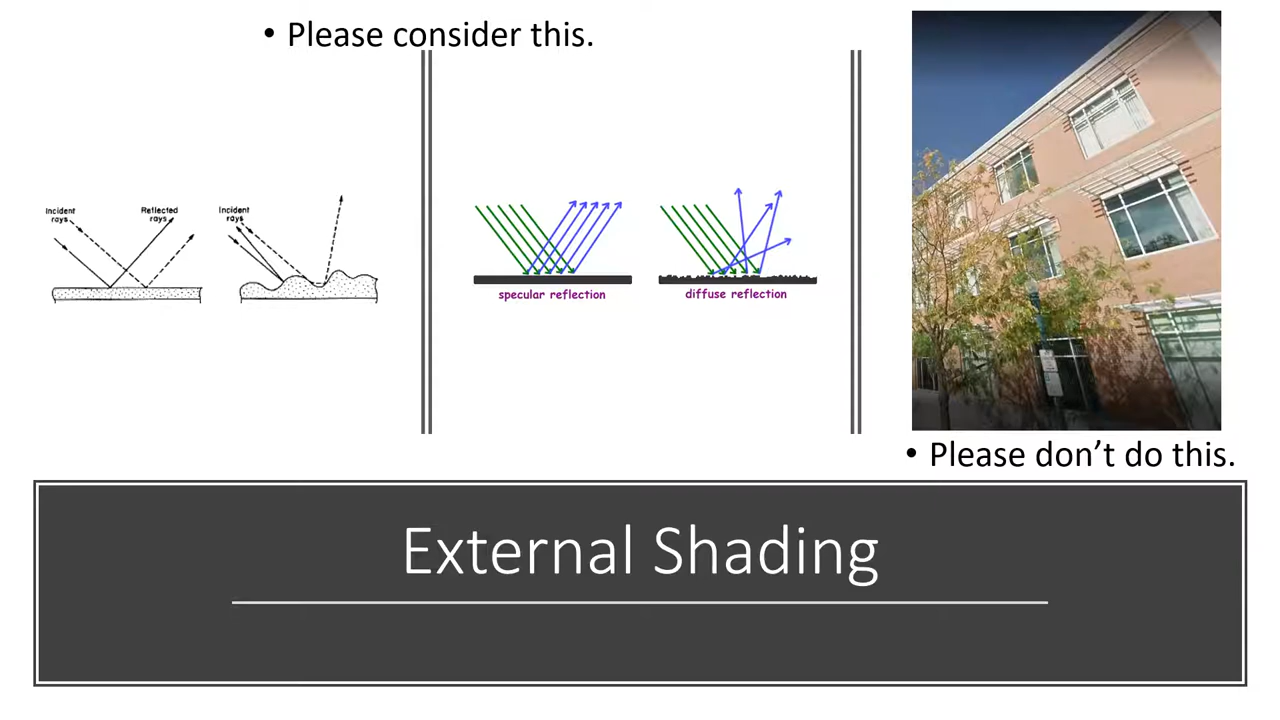 • Please consider this.
Incident
rays
Reflected
rays
Incident
rays
specular reflection
diffuse reflection
• Please don’t do this.
External Shading